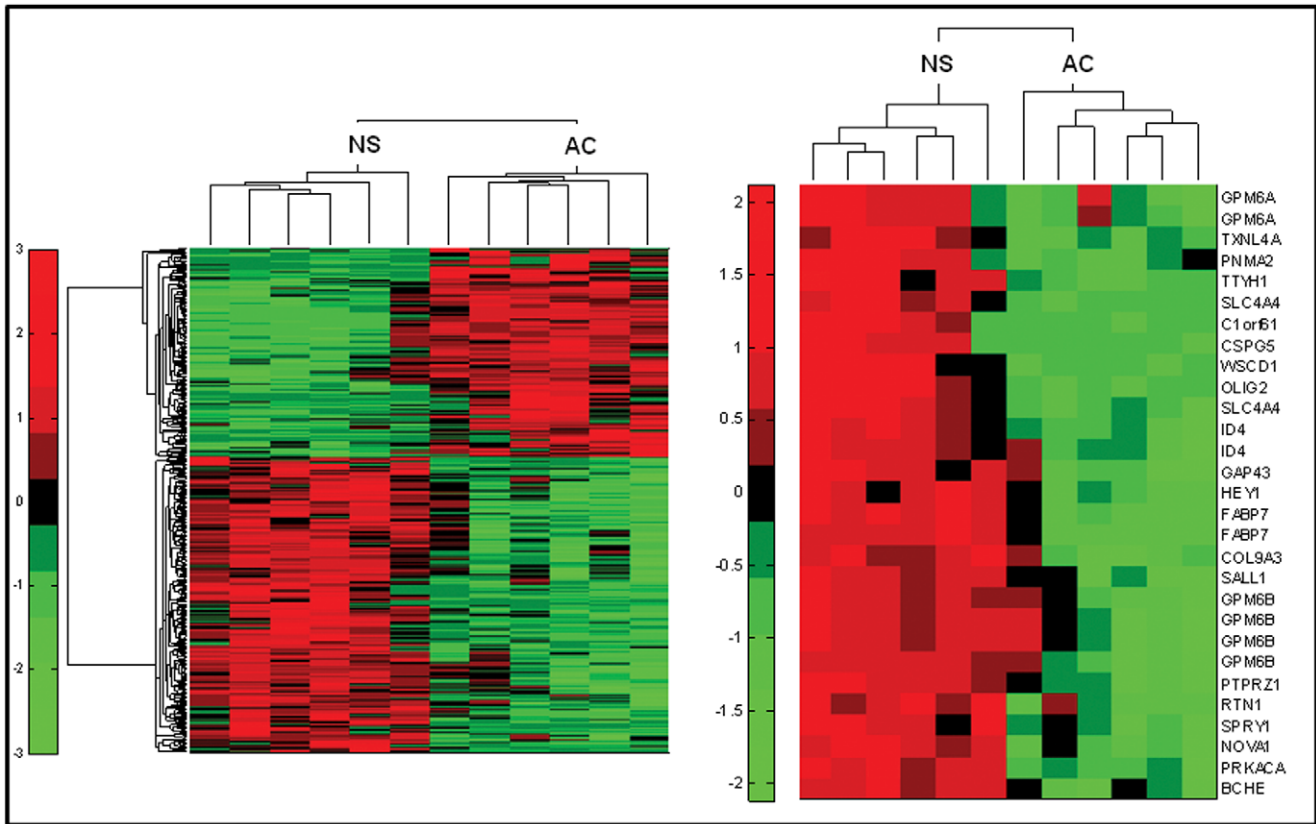 NS
AC
3
2
1
0
-1
-2
-3
NS
AC
2
1.5
1
0.5
0
-0.5
-1
-1.5
-2
GPM6A
GPM6A
TXNL4A
PNMA2
TTYH1
SLC4A4
C1orf61
CSPG5
WSCD1
OLIG2
SLC4A4
ID4
ID4
GAP43
HEY1
FABP7
FABP7
COL9A3
SALL1
GPM6B
GPM6B
GPM6B
GPM6B
PTPRZ1
RTN1
SPRY1
NOVA1
PRKACA
BCHE